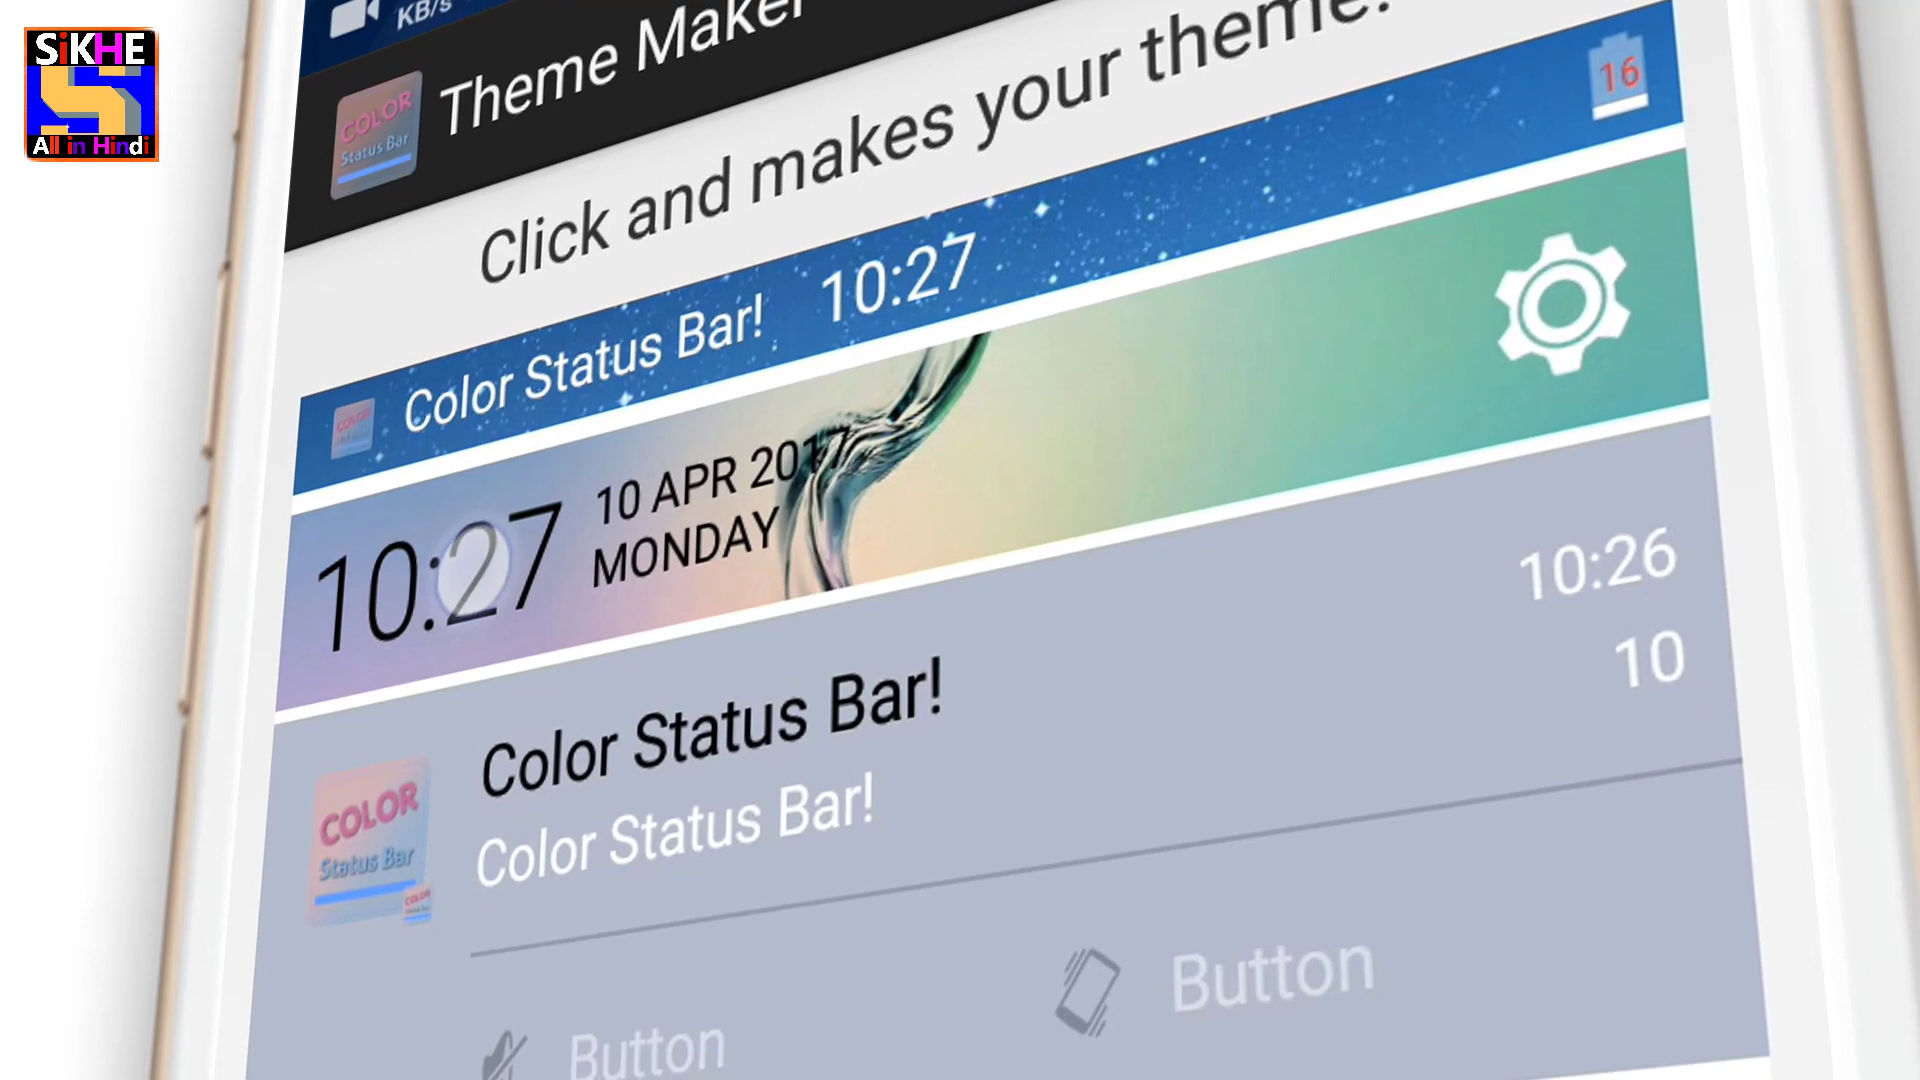 SiKHE
All in Hindi
KB/s
COLOR
Status Bar
Theme Maker
Click and makes your theme.
16
Color Status Bar!
10:27
10:27
10 APR 2017
MONDAY
10:26
10
COLOR
Status Bar
Color Status Bar!
Color Status Bar!
Button
Button